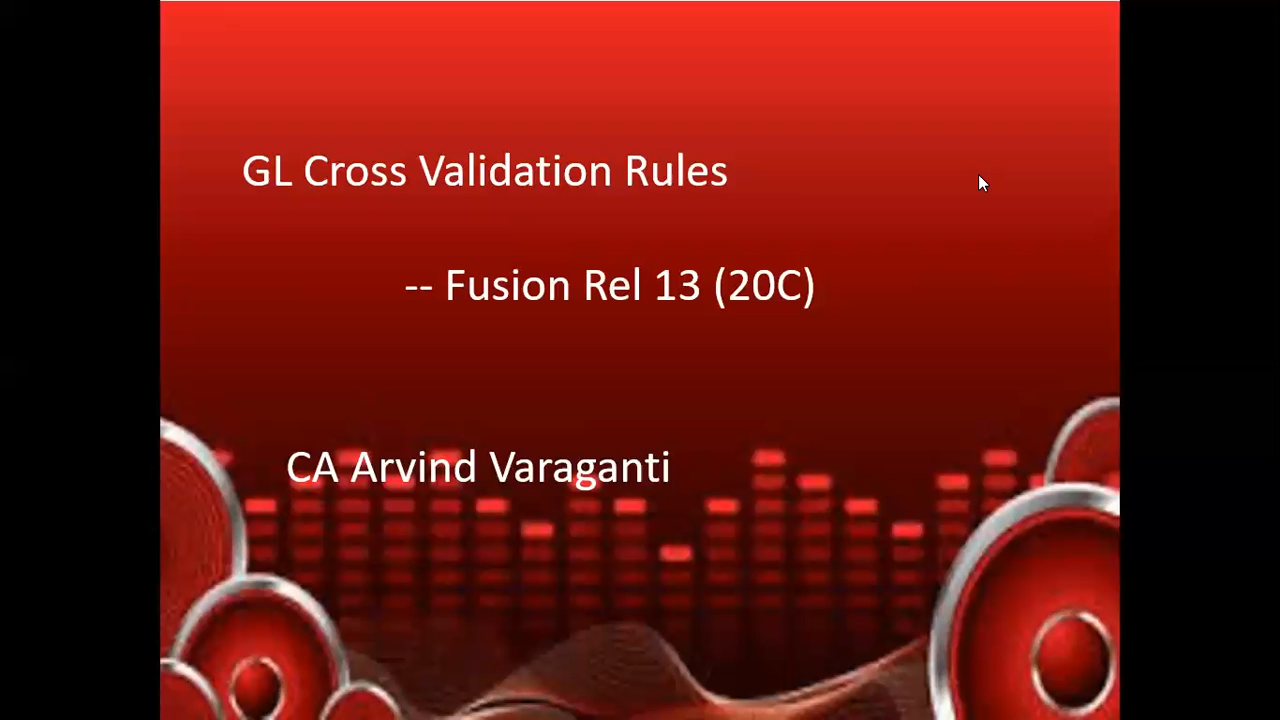 GL Cross Validation Rules
-- Fusion Rel 13 (20C)
CA Arvind Varaganti